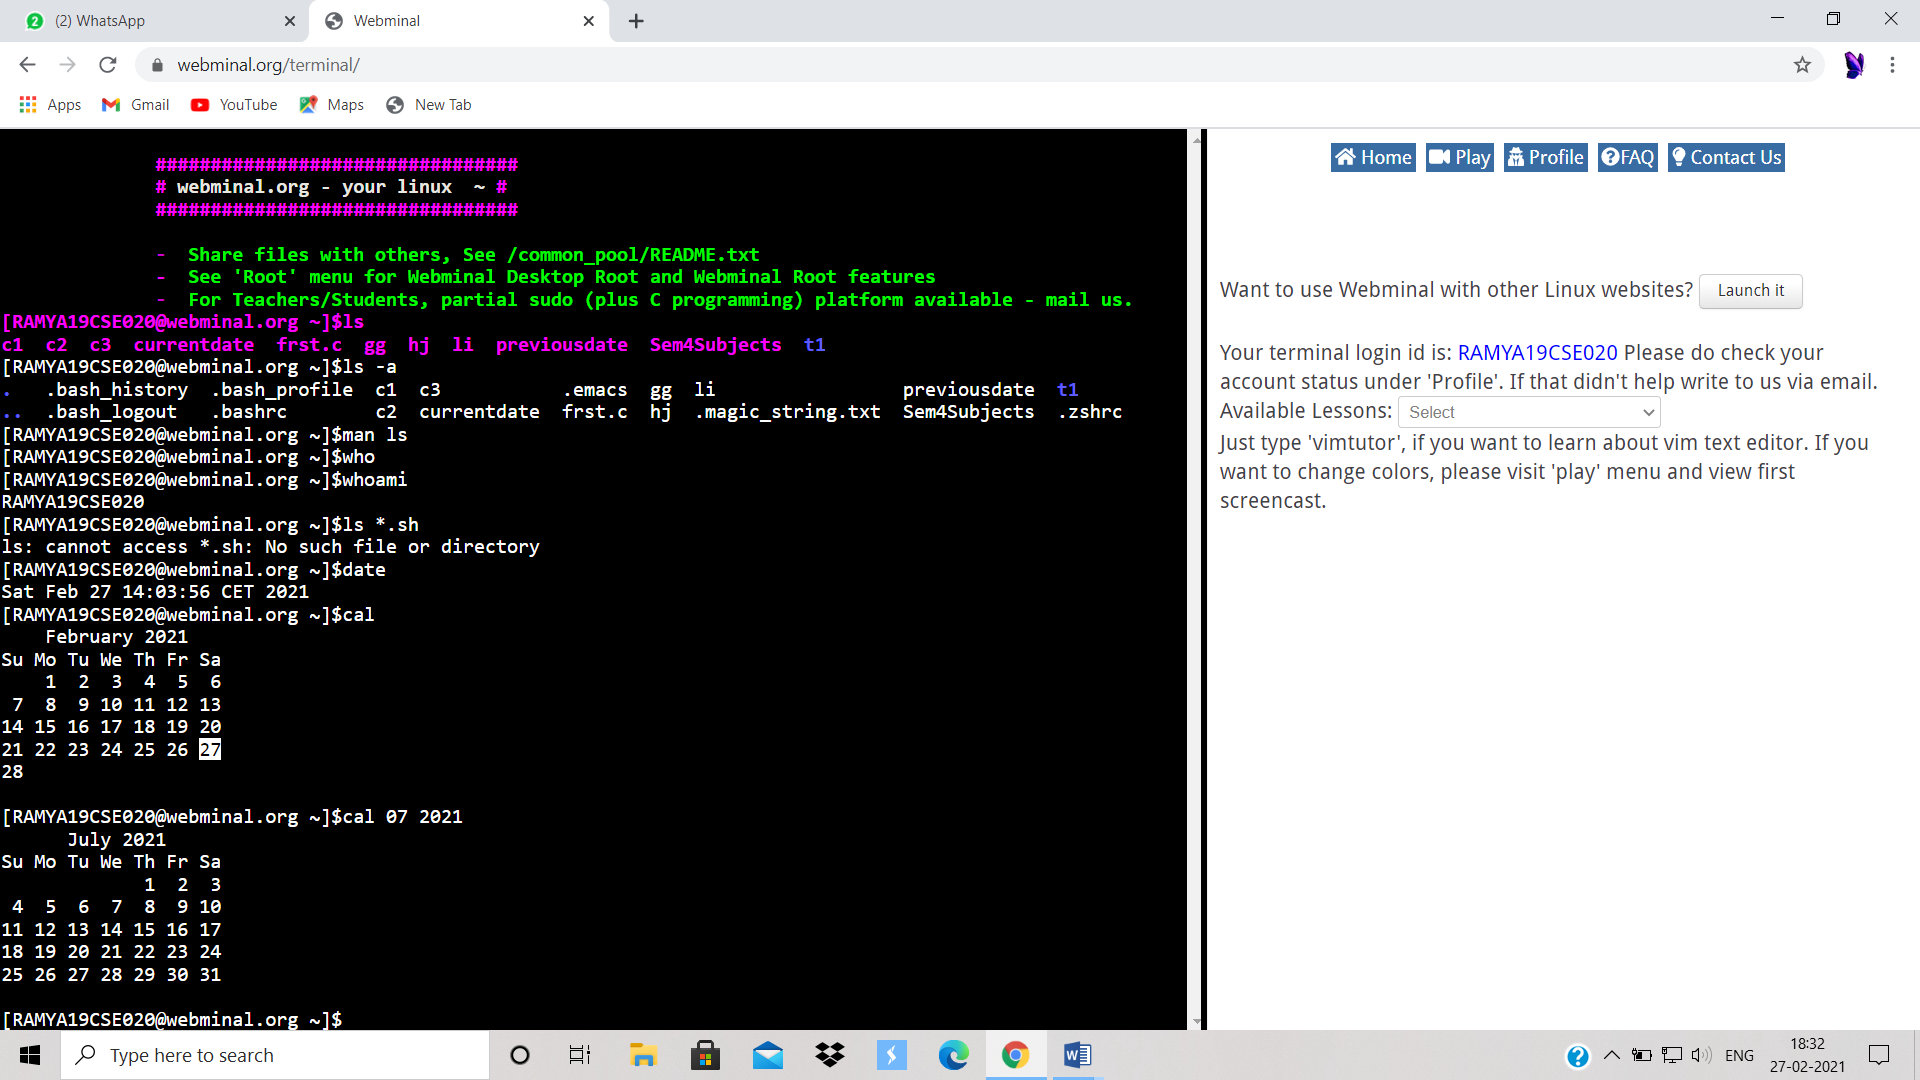 (2) WhatsApp
Webminal
webminal.org/terminal/
Apps Gmail YouTube Maps New Tab
#################################
# webminal.org - your linux  ~ #
#################################
-  Share files with others, See /common_pool/README.txt
-  See 'Root' menu for Webminal Desktop Root and Webminal Root features
-  For Teachers/Students, partial sudo (plus C programming) platform available - mail us.
[RAMYA19CSE020@webminal.org ~]$ls
c1  c2  c3  currentdate  frst.c  gg  hj  li  previousdate  Sem4Subjects  t1
[RAMYA19CSE020@webminal.org ~]$ls -a
.   .bash_history  .bash_profile  c1  c3           .emacs  gg  li                 previousdate  t1
..  .bash_logout   .bashrc        c2  currentdate  frst.c  hj  .magic_string.txt  Sem4Subjects  .zshrc
[RAMYA19CSE020@webminal.org ~]$man ls
[RAMYA19CSE020@webminal.org ~]$who
[RAMYA19CSE020@webminal.org ~]$whoami
RAMYA19CSE020
[RAMYA19CSE020@webminal.org ~]$ls *.sh
ls: cannot access *.sh: No such file or directory
[RAMYA19CSE020@webminal.org ~]$date
Sat Feb 27 14:03:56 CET 2021
[RAMYA19CSE020@webminal.org ~]$cal
    February 2021
Su Mo Tu We Th Fr Sa
    1  2  3  4  5  6
 7  8  9 10 11 12 13
14 15 16 17 18 19 20
21 22 23 24 25 26 27
28
[RAMYA19CSE020@webminal.org ~]$cal 07 2021
      July 2021
Su Mo Tu We Th Fr Sa
             1  2  3
 4  5  6  7  8  9 10
11 12 13 14 15 16 17
18 19 20 21 22 23 24
25 26 27 28 29 30 31
[RAMYA19CSE020@webminal.org ~]$
Home Play Profile FAQ Contact Us
Want to use Webminal with other Linux websites? Launch it
Your terminal login id is: RAMYA19CSE020 Please do check your
account status under 'Profile'. If that didn't help write to us via email.
Available Lessons: Select
Just type 'vimtutor', if you want to learn about vim text editor. If you
want to change colors, please visit 'play' menu and view first
screencast.
Type here to search
ENG
18:32
27-02-2021